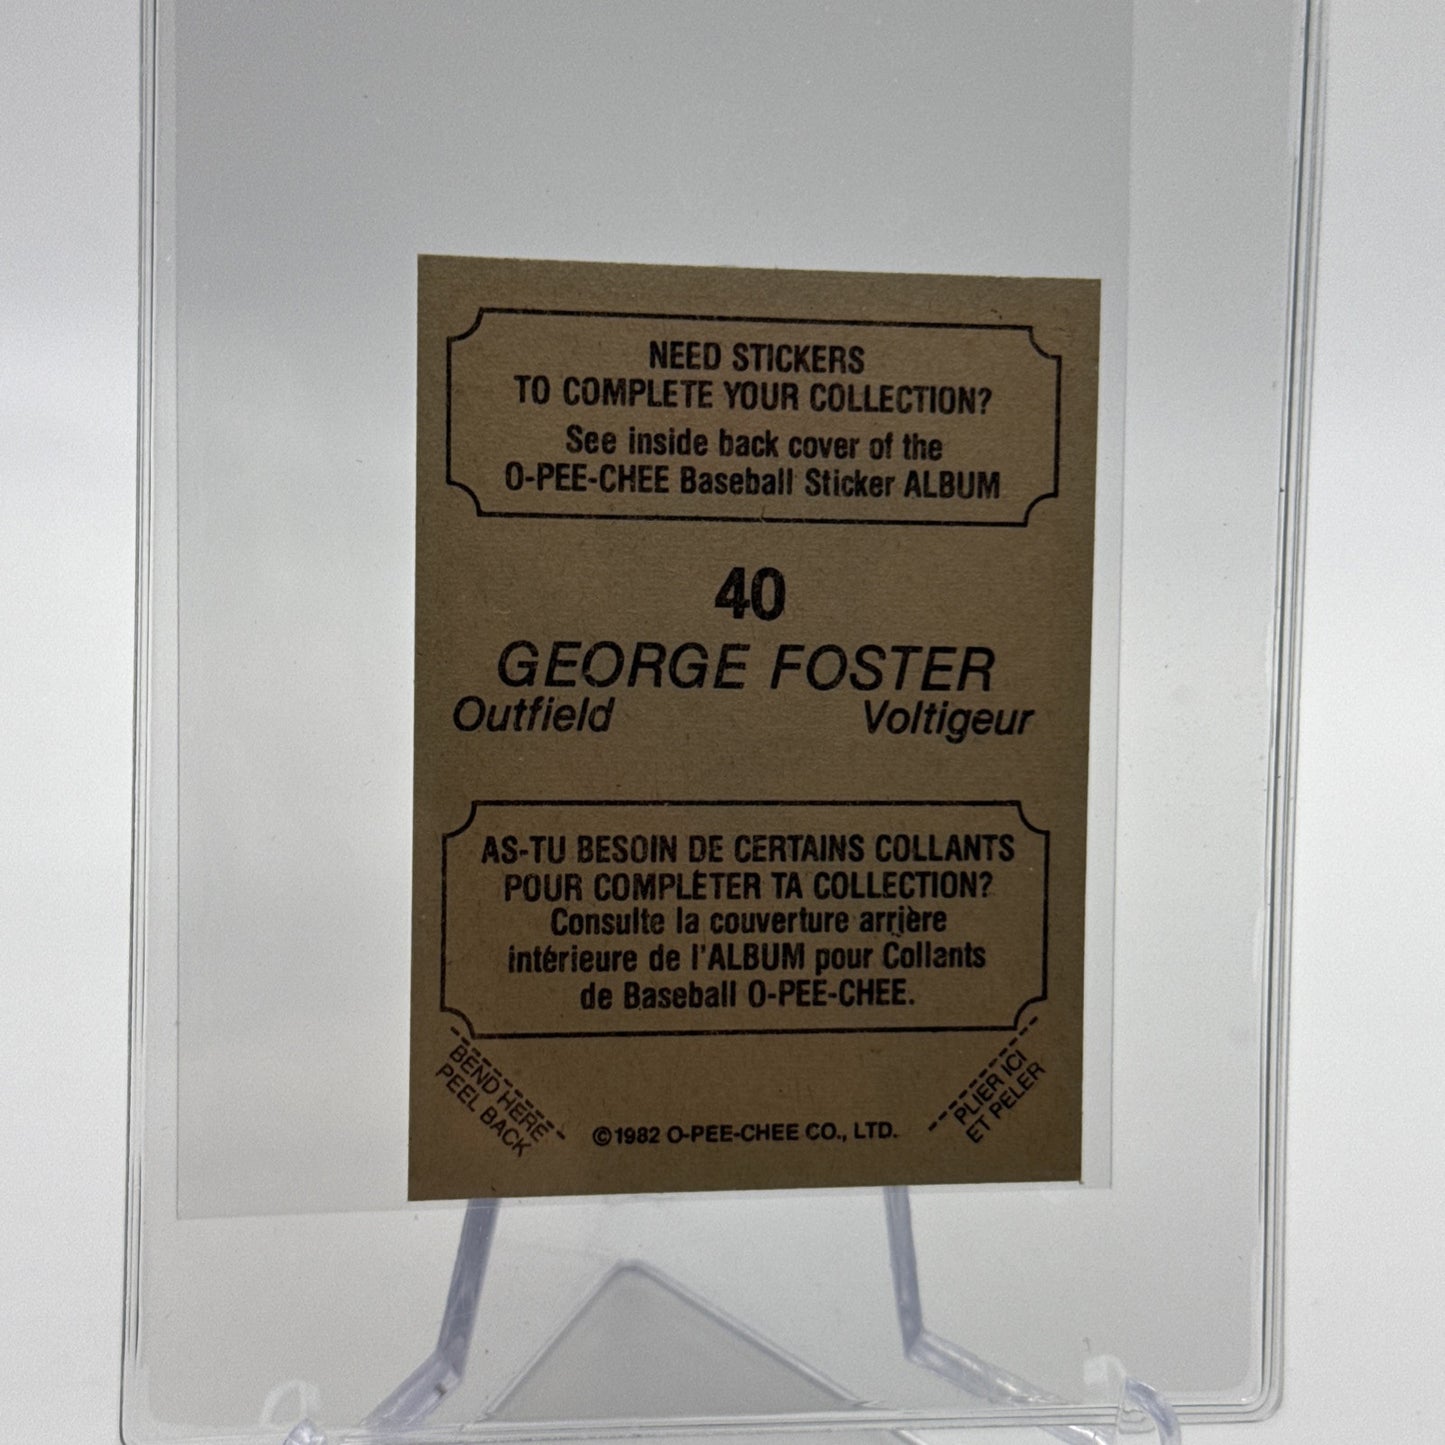 NEED STICKERS
TO COMPLETE YOUR COLLECTION?
See inside back cover of the
O-PEE-CHEE Baseball Sticker ALBUM
40
GEORGE FOSTER
Outfield Voltigeur
AS-TU BESOIN DE CERTAINS COLLANTS
POUR COMPLÉTER TA COLLECTION?
Consulte la couverture arrière
intérieure de l'ALBUM pour Collants
de Baseball O-PEE-CHEE.
BEND HERE
PEEL BACK
©1982 O-PEE-CHEE CO., LTD.
PLIER ICI
ET PELER